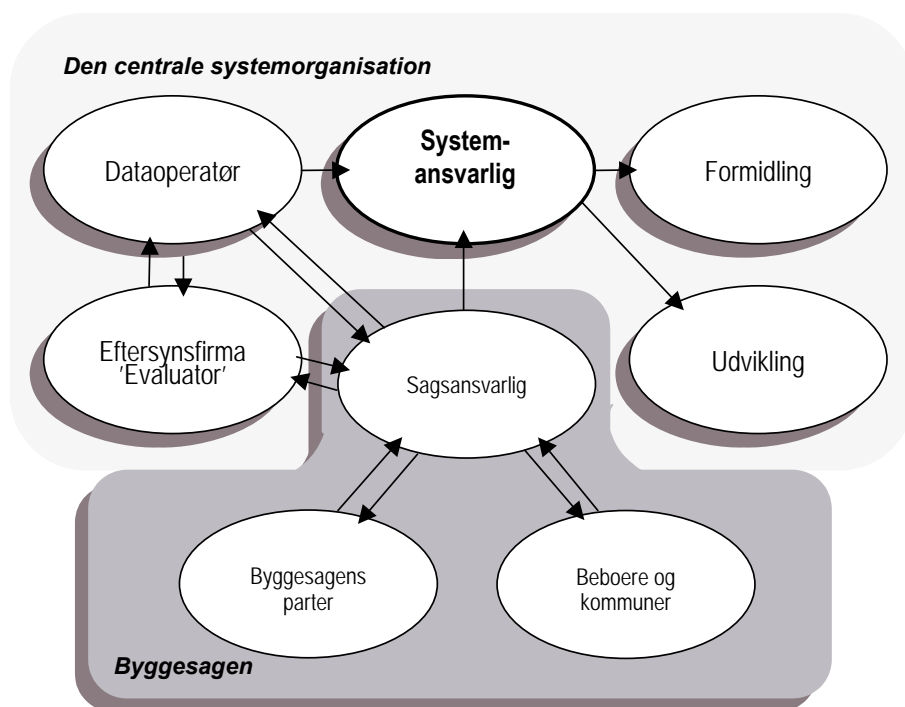 Den centrale systemorganisation
System-
ansvarlig
Dataoperatør
Formidling
Eftersynsfirma
'Evaluator'
Sagsansvarlig
Udvikling
Byggesagens
parter
Beboere og
kommuner
Byggesagen